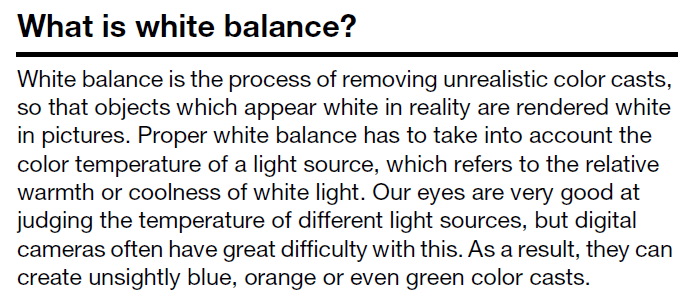 What is white balance?
White balance is the process of removing unrealistic color casts,
so that objects which appear white in reality are rendered white
in pictures. Proper white balance has to take into account the
color temperature of a light source, which refers to the relative
warmth or coolness of white light. Our eyes are very good at
judging the temperature of different light sources, but digital
cameras often have great difficulty with this. As a result, they can
create unsightly blue, orange or even green color casts.